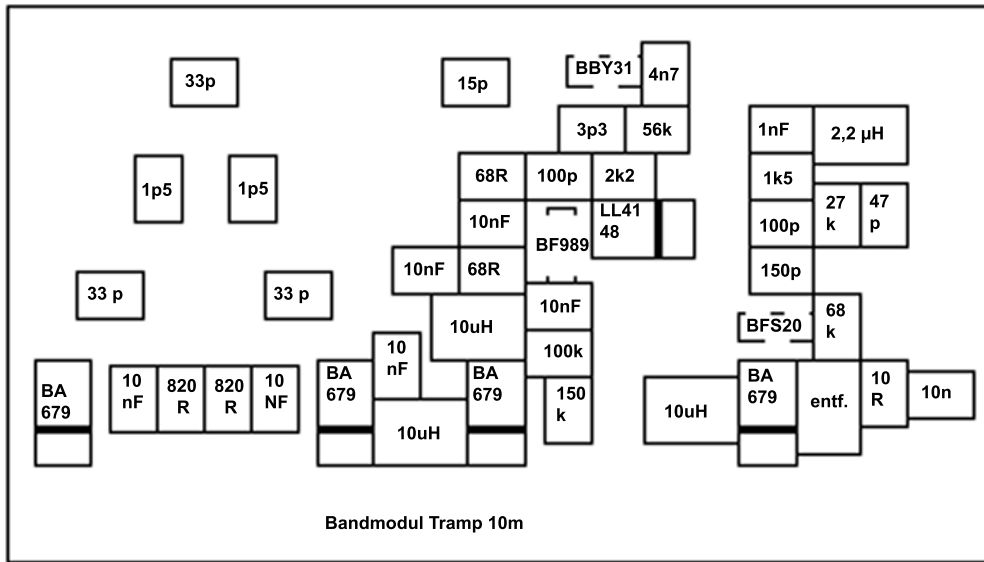 BBY31
4n7
33p
15p
3p3
56k
1nF
2,2 µH
1p5
1p5
68R
100p
2k2
1k5
10nF
BF989
LL41
48
100p
27
k
47
p
10nF
68R
150p
33 p
33 p
10uH
10nF
BFS20
68
k
10
nF
100k
BA
679
10
nF
820
R
820
R
10
NF
BA
679
10uH
BA
679
150
k
10uH
BA
679
entf.
10
R
10n
Bandmodul Tramp 10m